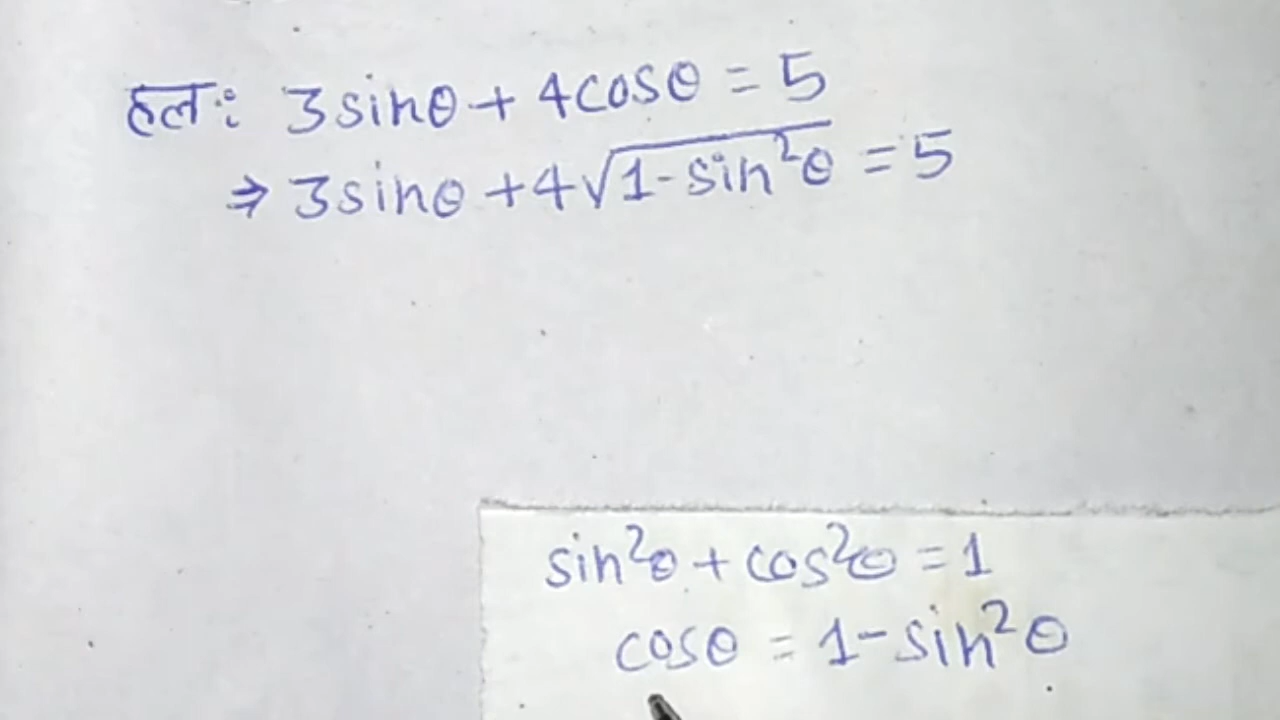 हलः 3sinθ + 4cosθ = 5
⇒ 3sinθ + 4√(1-sin²θ) = 5
sin²θ + cos²θ = 1
cosθ = 1 - sin²θ